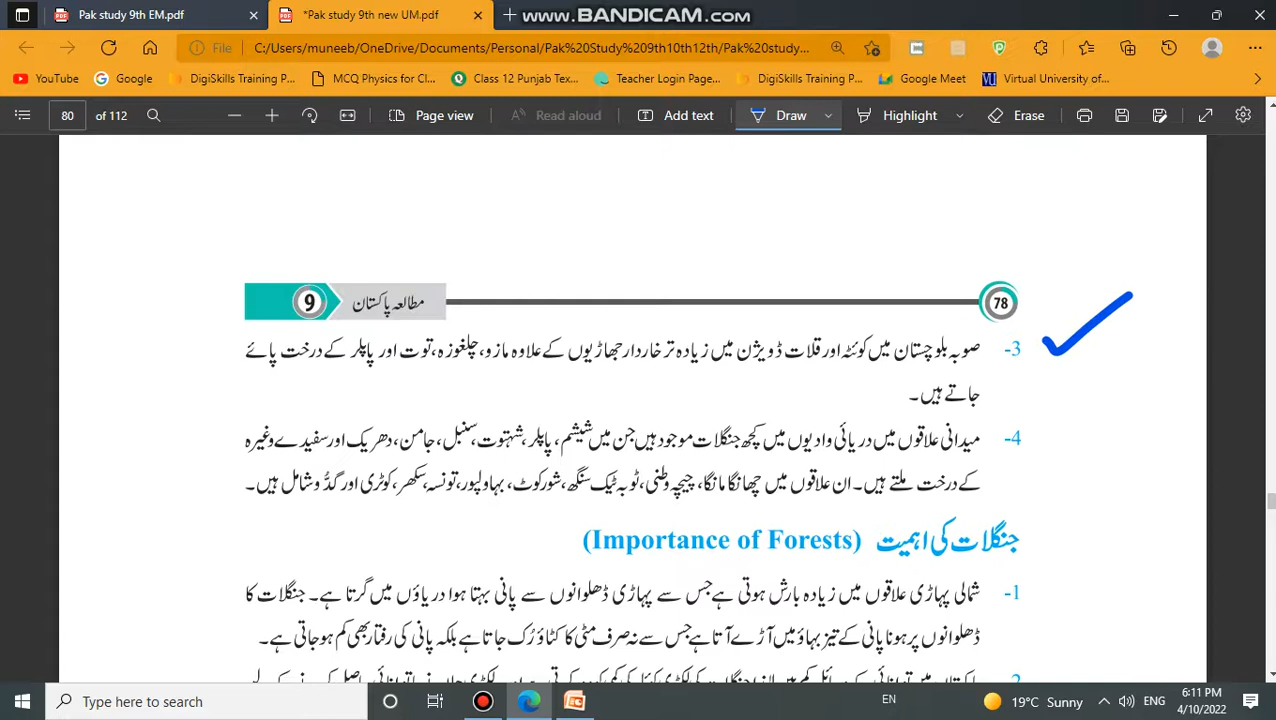 Pak study 9th EM.pdf
*Pak study 9th new UM.pdf
www.BANDICAM.com
File
C:/Users/muneeb/OneDrive/Documents/Personal/Pak%20Study%209th10th12th/Pak%20study...
YouTube
Google
DigiSkills Training P...
MCQ Physics for Cl...
Class 12 Punjab Tex...
Teacher Login Page...
DigiSkills Training P...
Google Meet
VU
Virtual University of...
80 of 112
Page view
Read aloud
Add text
Draw
Highlight
Erase
9 مطالعہ پاکستان
78
3- صوبہ بلوچستان میں کوئٹہ اور قلات ڈویژن میں زیادہ تر خاردار جھاڑیوں کے علاوہ مازو، چلغوزہ، توت اور پاپلر کے درخت پائے
جاتے ہیں۔
4- میدانی علاقوں میں دریائی وادیوں میں کچھ جنگلات موجود ہیں جن میں شیشم، پاپلر، شہتوت، سنبل، جامن، دھریک اور سفیدے وغیرہ
کے درخت ملتے ہیں۔ ان علاقوں میں چھانگا مانگا، چیچہ وطنی، ٹوبہ ٹیک سنگھ، شورکوٹ، بہاولپور، تونسہ، سکھر، کوٹری اور گڈو شامل ہیں۔
جنگلات کی اہمیت (Importance of Forests)
1- شمالی پہاڑی علاقوں میں زیادہ بارش ہوتی ہے جس سے پہاڑی ڈھلوانوں سے پانی بہتا ہوا دریاؤں میں گرتا ہے۔ جنگلات کا
ڈھلوانوں پر ہونا پانی کے تیز بہاؤ میں آڑے آتا ہے جس سے نہ صرف مٹی کا کٹاؤ رُک جاتا ہے بلکہ پانی کی رفتار بھی کم ہو جاتی ہے۔
Type here to search
EN
19°C Sunny
ENG
6:11 PM
4/10/2022